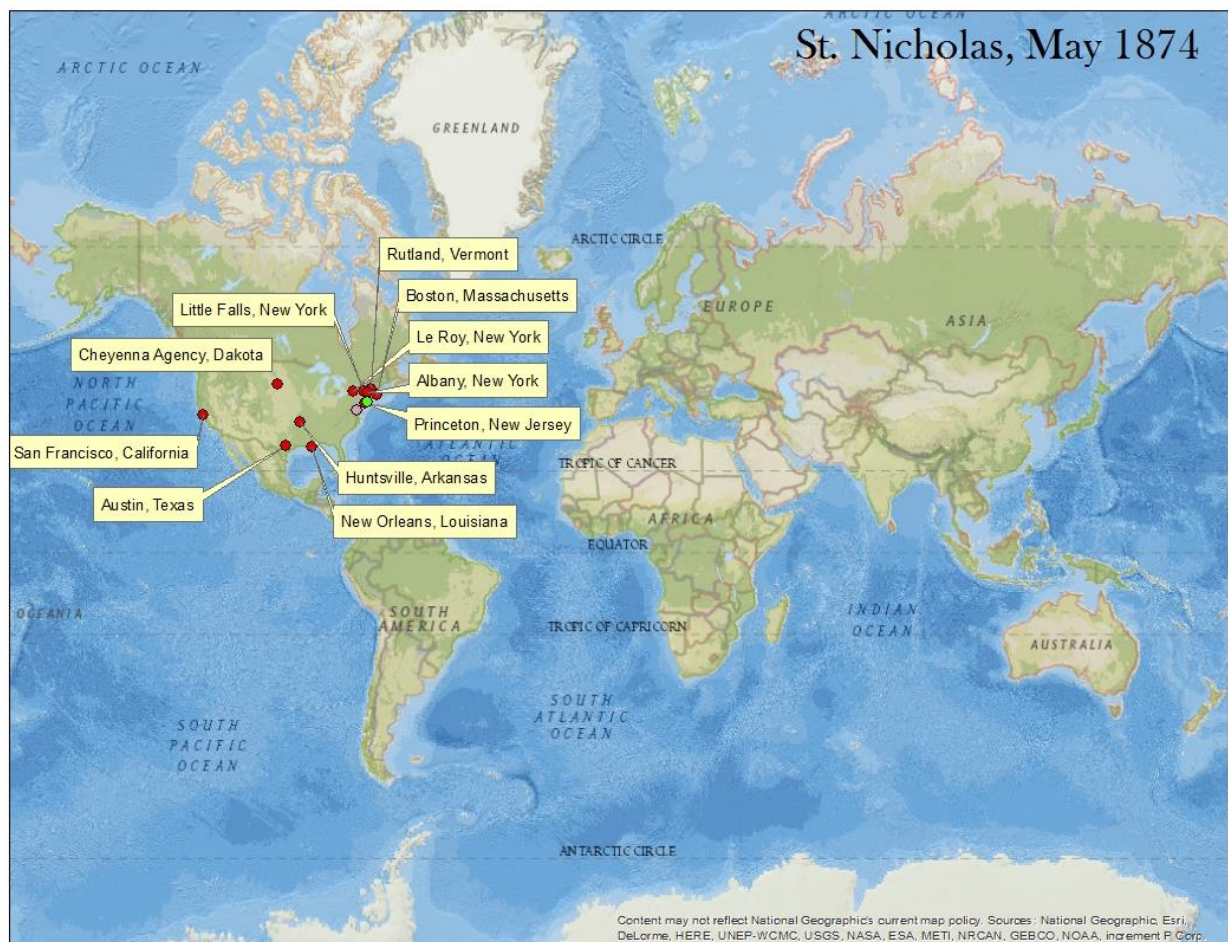 ARCTIC OCEAN
St. Nicholas, May 1874
ARCTIC OCEAN
GREENLAND
ARCTIC CIRCLE
Rutland, Vermont
Boston, Massachusetts
Little Falls, New York
EUROPE
ASIA
Le Roy, New York
Cheyenna Agency, Dakota
Albany, New York
NORTH
PACIFIC
OCEAN
Princeton, New Jersey
ATLANTIC
OCEAN
San Francisco, California
TROPIC OF CANCER
Huntsville, Arkansas
Austin, Texas
New Orleans, Louisiana
AFRICA
EQUATOR
OCEANIA
SOUTH
AMERICA
INDIAN
OCEAN
TROPIC OF CAPRICORN
AUSTRALIA
SOUTH
ATLANTIC
OCEAN
SOUTH
PACIFIC
OCEAN
ANTARCTIC CIRCLE
Content may not reflect National Geographic's current map policy. Sources: National Geographic, Esri,
DeLorme, HERE, UNEP-WCMC, USGS, NASA, ESA, METI, NRCAN, GEBCO, NOAA, increment P Corp.